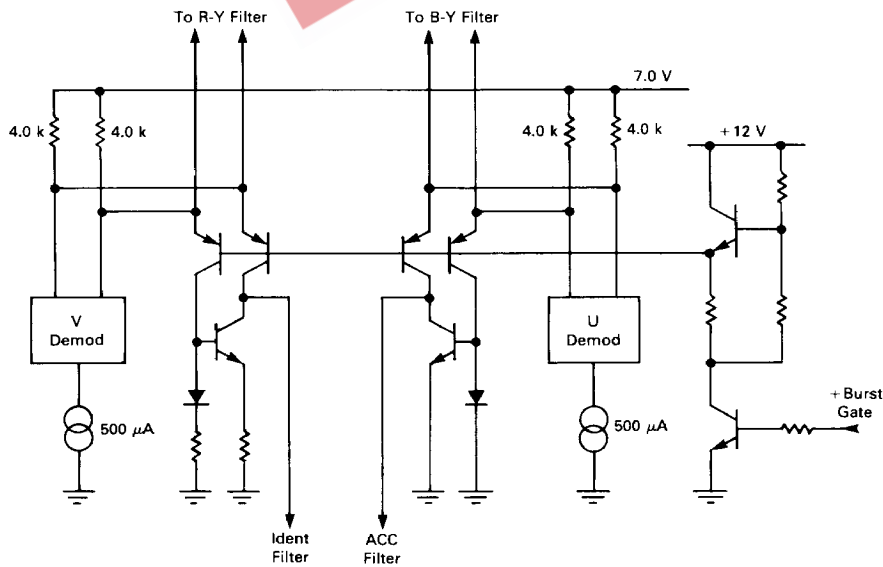 To R-Y Filter
To B-Y Filter
7.0 V
4.0 k
4.0 k
4.0 k
4.0 k
+12 V
V
Demod
U
Demod
+Burst
Gate
500 µA
500 µA
Ident
Filter
ACC
Filter